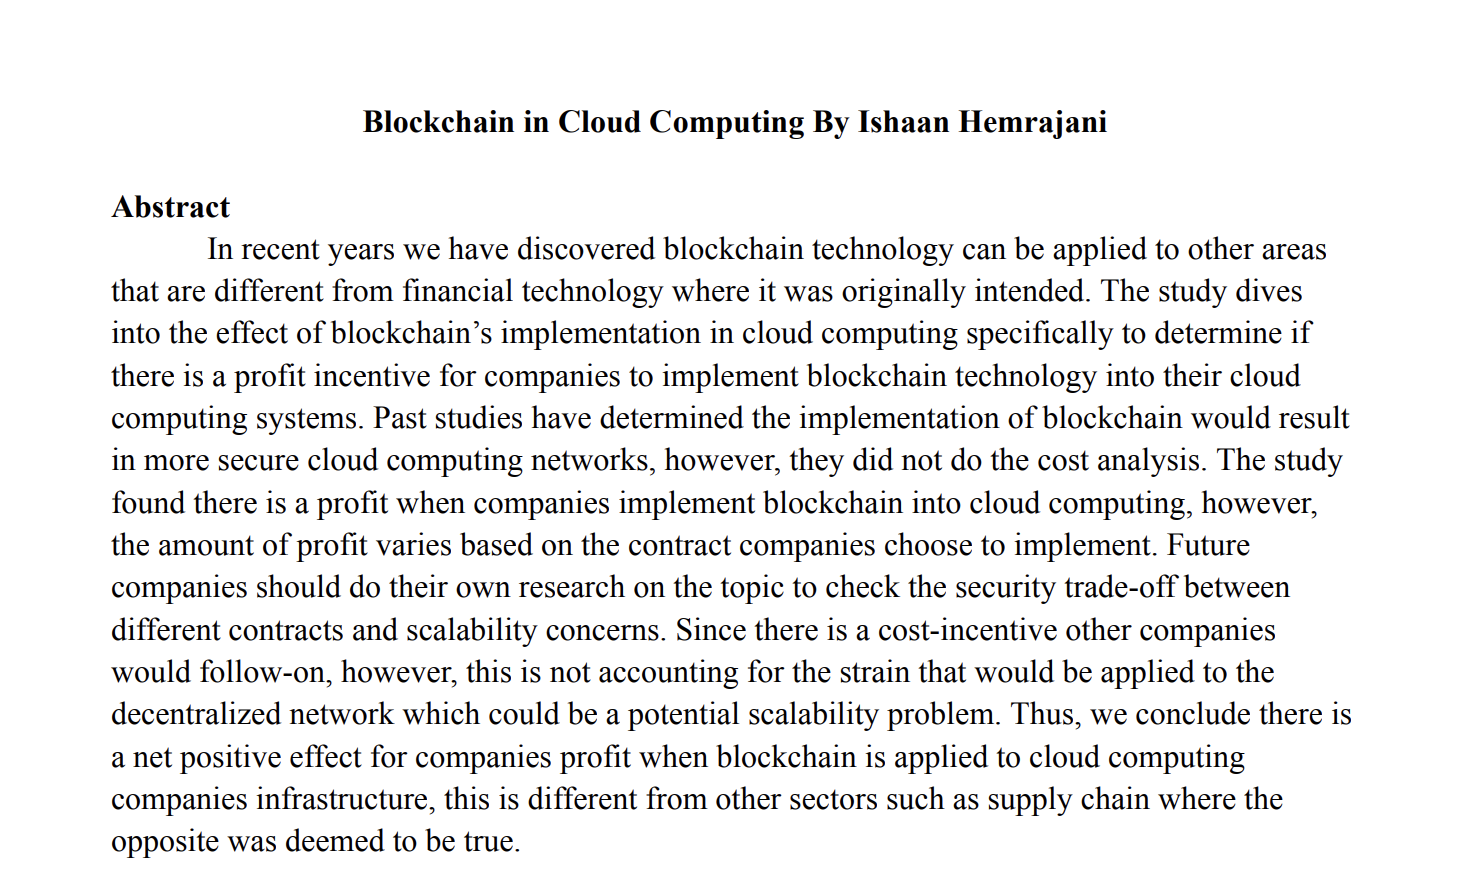 Blockchain in Cloud Computing By Ishaan Hemrajani
Abstract
In recent years we have discovered blockchain technology can be applied to other areas
that are different from financial technology where it was originally intended. The study dives
into the effect of blockchain’s implementation in cloud computing specifically to determine if
there is a profit incentive for companies to implement blockchain technology into their cloud
computing systems. Past studies have determined the implementation of blockchain would result
in more secure cloud computing networks, however, they did not do the cost analysis. The study
found there is a profit when companies implement blockchain into cloud computing, however,
the amount of profit varies based on the contract companies choose to implement. Future
companies should do their own research on the topic to check the security trade-off between
different contracts and scalability concerns. Since there is a cost-incentive other companies
would follow-on, however, this is not accounting for the strain that would be applied to the
decentralized network which could be a potential scalability problem. Thus, we conclude there is
a net positive effect for companies profit when blockchain is applied to cloud computing
companies infrastructure, this is different from other sectors such as supply chain where the
opposite was deemed to be true.